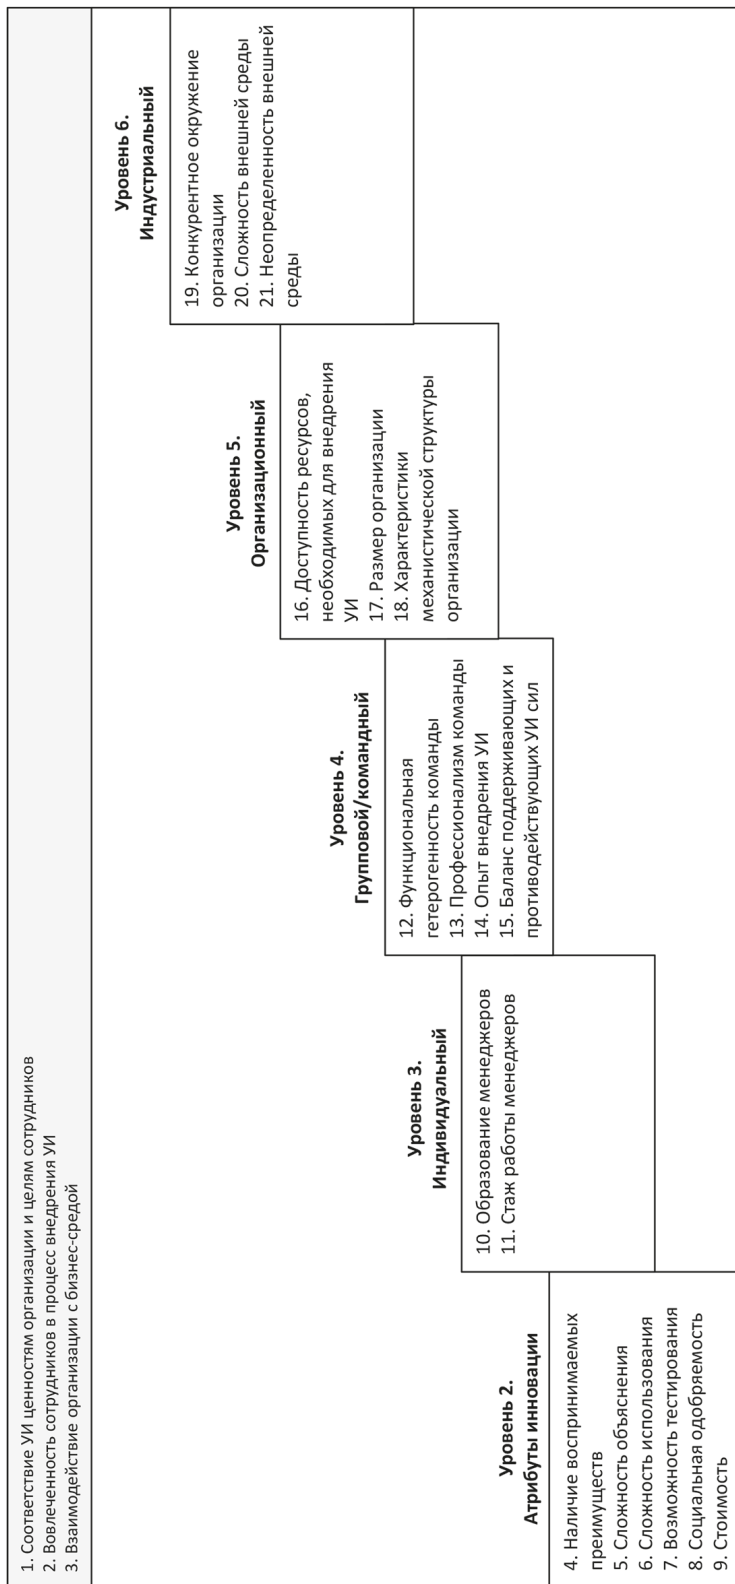 1. Соответствие УИ ценностям организации и целям сотрудников
2. Вовлеченность сотрудников в процесс внедрения УИ
3. Взаимодействие организации с бизнес-средой
Уровень 2.
Атрибуты инновации
4. Наличие воспринимаемых
преимуществ
5. Сложность объяснения
6. Сложность использования
7. Возможность тестирования
8. Социальная одобряемость
9. Стоимость
Уровень 3.
Индивидуальный
10. Образование менеджеров
11. Стаж работы менеджеров
Уровень 4.
Групповой/командный
12. Функциональная
гетерогенность команды
13. Профессионализм команды
14. Опыт внедрения УИ
15. Баланс поддерживающих и
противодействующих УИ сил
Уровень 5.
Организационный
16. Доступность ресурсов,
необходимых для внедрения
УИ
17. Размер организации
18. Характеристики
механистической структуры
организации
Уровень 6.
Индустриальный
19. Конкурентное окружение
организации
20. Сложность внешней среды
21. Неопределенность внешней
среды